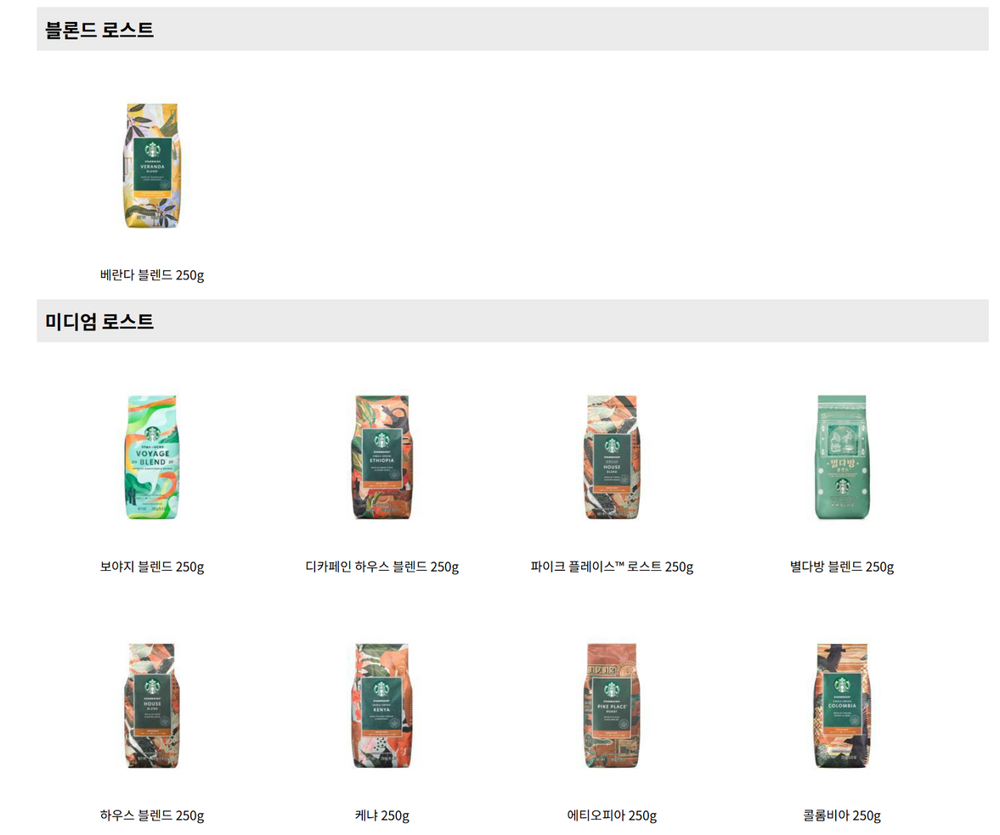 블론드 로스트
VERANDA
BLEND
베란다 블렌드 250g
미디엄 로스트
VOYAGE
BLEND
ETHIOPIA
DECAF
HOUSE
BLEND
별다방
블렌드
보야지 블렌드 250g
디카페인 하우스 블렌드 250g
파이크 플레이스™ 로스트 250g
별다방 블렌드 250g
HOUSE
BLEND
KENYA
PIKE PLACE
ROAST
COLOMBIA
하우스 블렌드 250g
케냐 250g
에티오피아 250g
콜롬비아 250g